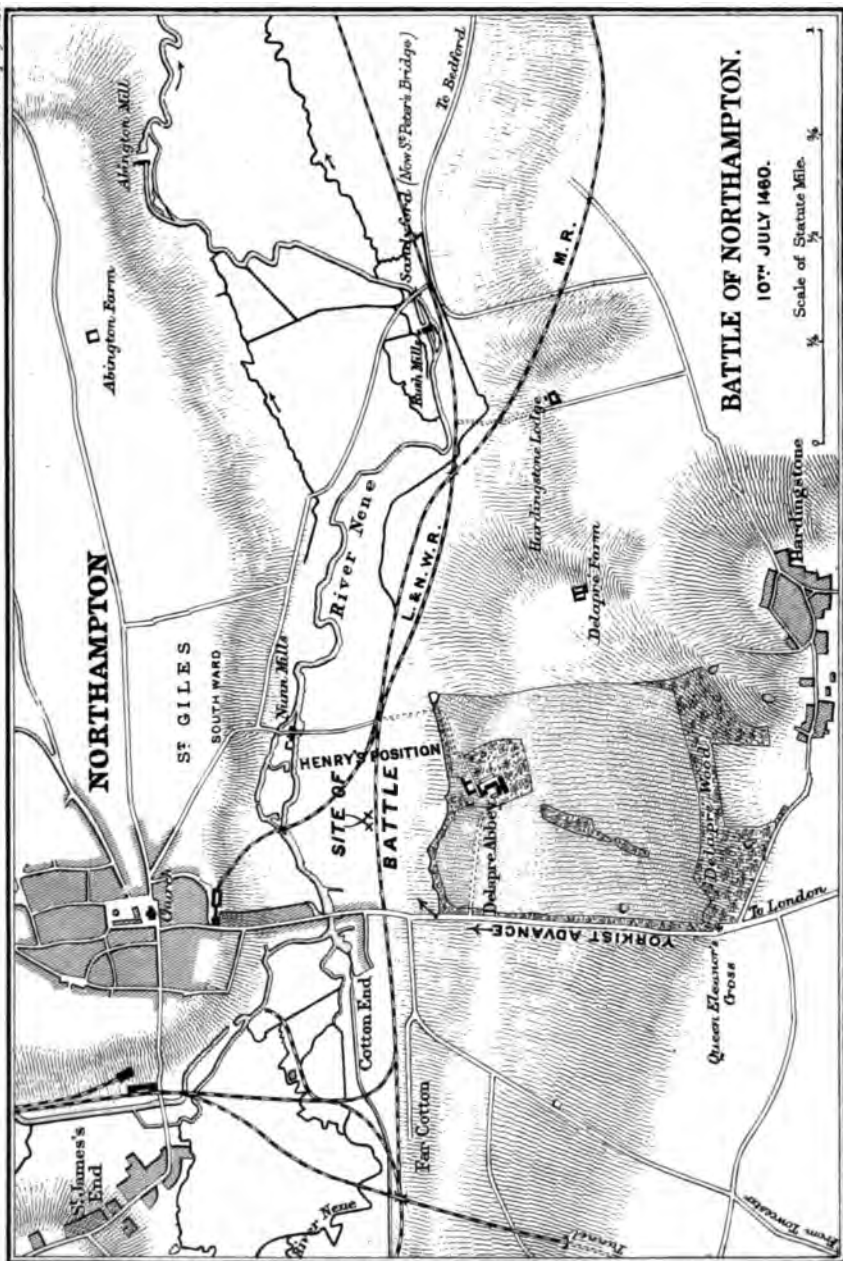 BATTLE OF NORTHAMPTON.
10TH JULY 1460.
Scale of Statute Mile.
0 ¼ ½ ¾ 1
NORTHAMPTON
ST GILES
SOUTH WARD
Abington Farm
Abington Mill
Church
St James's
End
River Nene
Cotton End
Far Cotton
Nunn Mills
River Nene
HENRY'S POSITION
SITE OF
BATTLE
L. & N. W. R.
M. R.
Rush Mills
Sandyford (Now St Peter's Bridge)
To Bedford
Delapre Abbey
YORKIST ADVANCE
Delapre Wood
Delapre Farm
Hardingstone Lodge
Hardingstone
Queen Eleanor's
Cross
To London
Tunnel
From Towcester